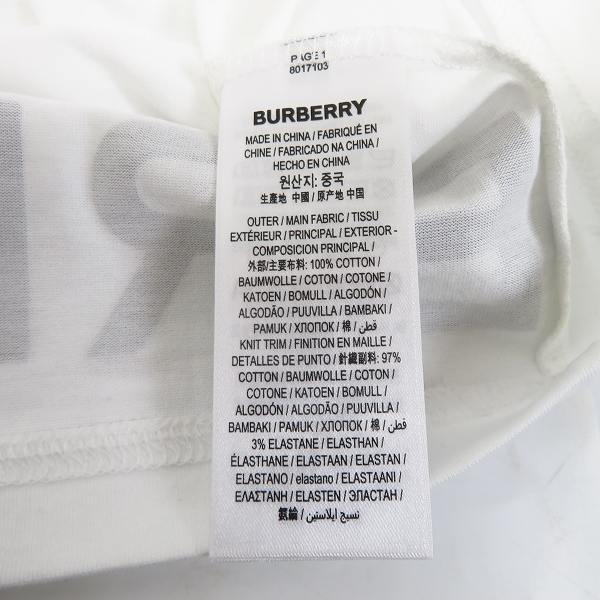 PAGE 1
8017103
BURBERRY
MADE IN CHINA / FABRIQUÉ EN
CHINE / FABRICADO NA CHINA /
HECHO EN CHINA
원산지: 중국
生產地 中國 / 原产地 中国
OUTER / MAIN FABRIC / TISSU
EXTÉRIEUR / PRINCIPAL / EXTERIOR -
COMPOSICION PRINCIPAL /
外部/主要布料: 100% COTTON /
BAUMWOLLE / COTON / COTONE /
KATOEN / BOMULL / ALGODÓN /
ALGODÃO / PUUVILLA / BAMBAKI /
PAMUK / ХЛОПОК / 棉 / قطن /
KNIT TRIM / FINITION EN MAILLE /
DETALLES DE PUNTO / 針織副料: 97%
COTTON / BAUMWOLLE / COTON /
COTONE / KATOEN / BOMULL /
ALGODÓN / ALGODÃO / PUUVILLA /
BAMBAKI / PAMUK / ХЛОПОК / 棉 / قطن /
3% ELASTANE / ELASTHAN /
ÉLASTHANE / ELASTAAN / ELASTAN /
ELASTANO / elastano / ELASTAANI /
ΕΛΑΣΤΑΝΗ / ELASTEN / ЭЛАСТАН /
氨綸 / نسيج ايلاستين /